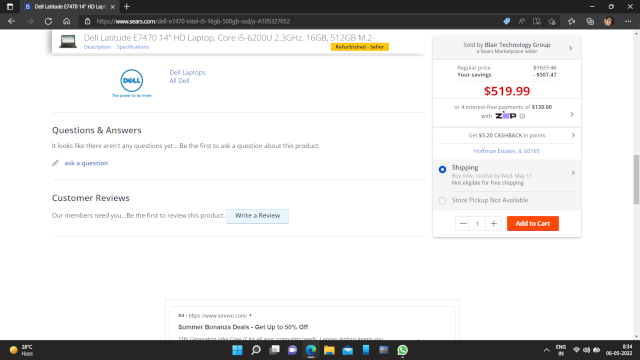 Dell Latitude E7470 14" HD Lap
https://www.sears.com/dell-e7470-intel-i5-16gb-500gb-ssd/p-A105327052
Dell Latitude E7470 14" HD Laptop, Core i5-6200U 2.3GHz, 16GB, 512GB M.2-
Description Specifications
Refurbished - Seller
DELL
The power to do more
Dell Laptops
All Dell
Questions & Answers
It looks like there aren't any questions yet... Be the first to ask a question about this product.
ask a question
Customer Reviews
Our members need you...Be the first to review this product.
Write a Review
Sold by Blair Technology Group
a Sears Marketplace seller
Regular price $1027.46
Your savings - $507.47
$519.99
or 4 interest-free payments of $130.00
with ZIP
Get $5.20 CASHBACK in points
Hoffman Estates, IL 60169
Shipping
Buy now, receive by Wed, May 11
Not eligible for free shipping
Store Pickup Not Available
1
Add to Cart
Ad • https://www.lenovo.com/
Summer Bonanza Deals - Get Up to 50% Off
28°C
Haze
ENG
IN
8:34
06-05-2022